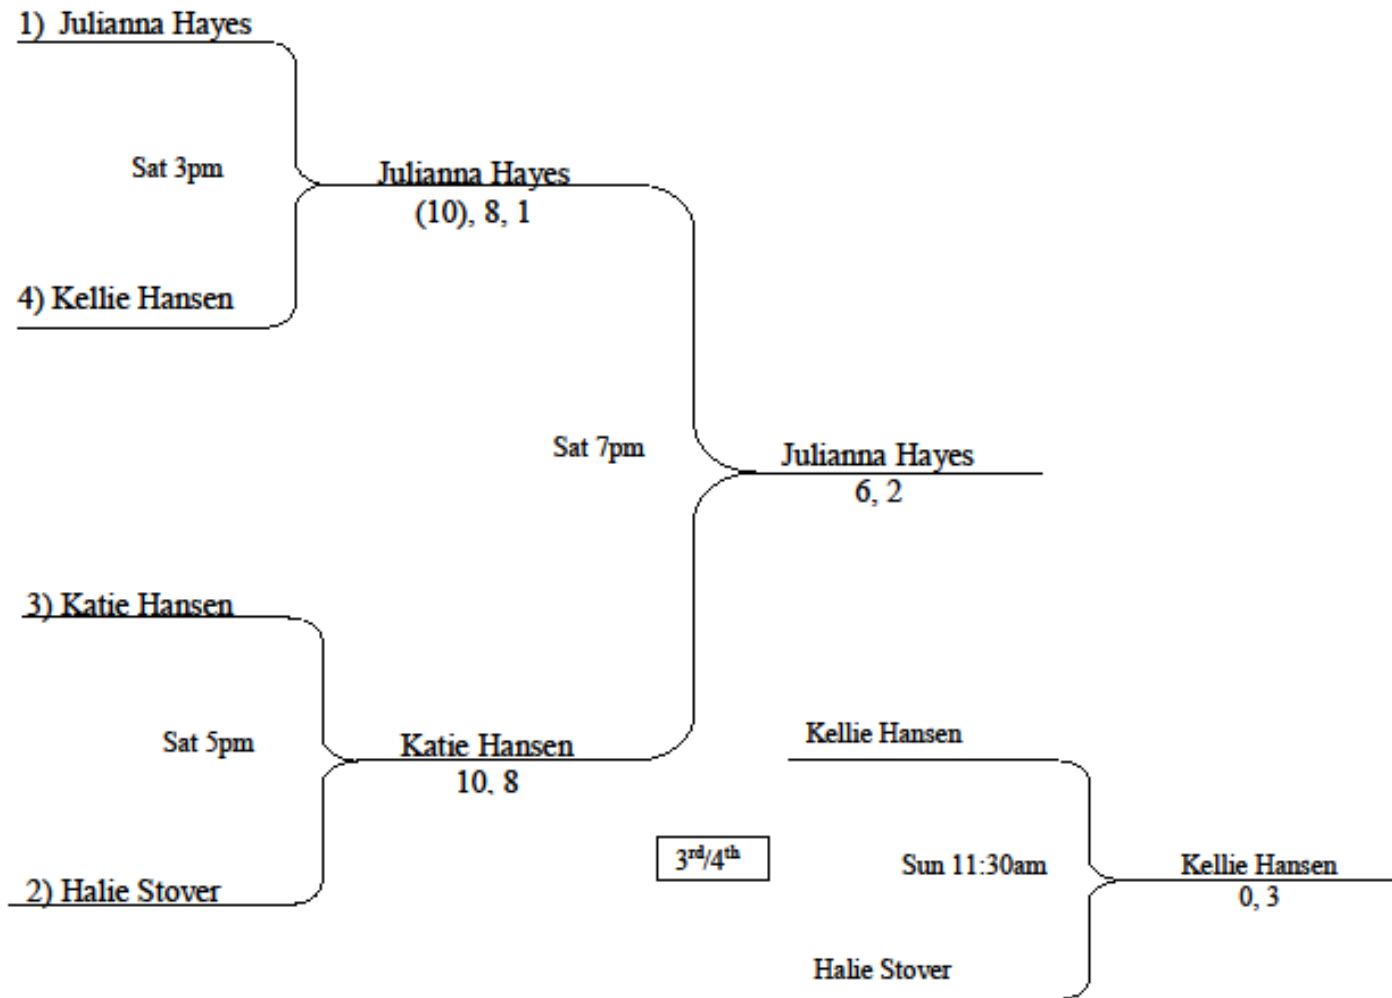 1) Julianna Hayes
Sat 3pm
Julianna Hayes
(10), 8, 1
4) Kellie Hansen
Sat 7pm
Julianna Hayes
6, 2
3) Katie Hansen
Sat 5pm
Katie Hansen
10, 8
2) Halie Stover
3rd/4th
Kellie Hansen
Sun 11:30am
Kellie Hansen
0, 3
Halie Stover